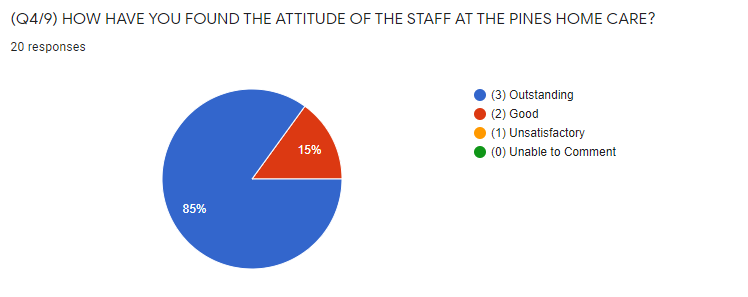 (Q4/9) HOW HAVE YOU FOUND THE ATTITUDE OF THE STAFF AT THE PINES HOME CARE?
20 responses
(3) Outstanding
(2) Good
(1) Unsatisfactory
(0) Unable to Comment
15%
85%